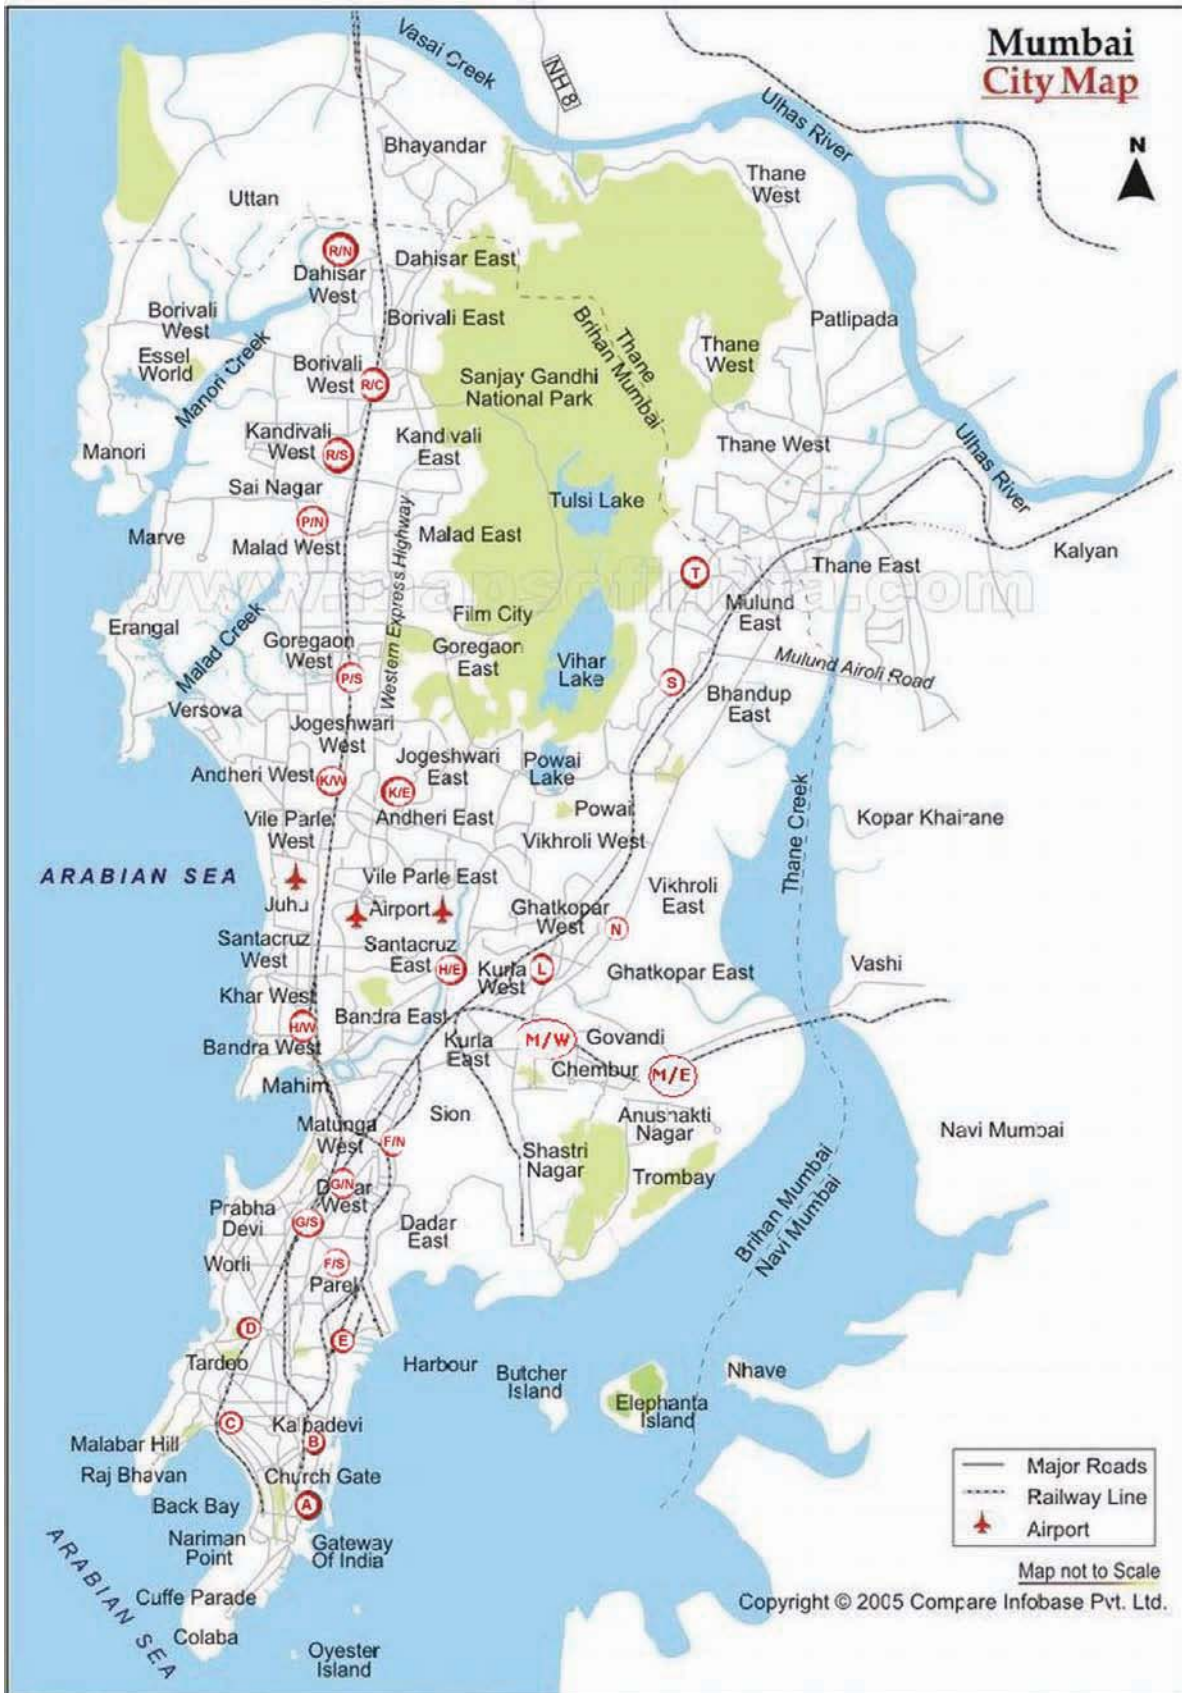 Mumbai
City Map
N
Vasai Creek
NH 8
Ulhas River
Bhayandar
Thane
West
Uttan
R/N
Dahisar
West
Dahisar East
Borivali
West
Borivali East
Patlipada
Thane
Brihan Mumbai
Essel
World
Manori Creek
Borivali
West
R/C
Thane
West
Sanjay Gandhi
National Park
Manori
Kandivali
West
R/S
Kandivali
East
Thane West
Ulhas River
Sai Nagar
Tulsi Lake
P/N
Marve
Malad West
Western Express Highway
Malad East
Kalyan
Thane East
T
www.mapsofindia.com
Mulund
East
Film City
Erangal
Malad Creek
Goregaon
West
Goregaon
East
Vihar
Lake
Mulund Airoli Road
P/S
S
Bhandup
East
Versova
Jogeshwari
West
Jogeshwari
East
Powai
Lake
Andheri West
K/W
K/E
Andheri East
Powai
Thane Creek
Kopar Khairane
Vile Parle
West
Vikhroli West
ARABIAN SEA
Vile Parle East
Vikhroli
East
Juhu
Airport
Ghatkopar
West
N
Santacruz
West
Santacruz
East
H/E
Kurla
West
L
Ghatkopar East
Vashi
Khar West
H/W
Bandra East
Bandra West
Kurla
East
M/W
Govandi
Chembur
M/E
Mahim
Sion
Anushakti
Nagar
Matunga
West
F/N
Shastri
Nagar
Trombay
Navi Mumbai
Brihan Mumbai
Navi Mumbai
G/N
West
Prabha
Devi
G/S
Dadar
East
Worli
F/S
Parel
D
E
Tardeo
Harbour
Butcher
Island
Elephanta
Island
Nhave
C
Kalbadevi
B
Malabar Hill
Raj Bhavan
Church Gate
Back Bay
A
Nariman
Point
Gateway
Of India
ARABIAN SEA
Cuffe Parade
Colaba
Oyester
Island
Major Roads
Railway Line
Airport
Map not to Scale
Copyright © 2005 Compare Infobase Pvt. Ltd.